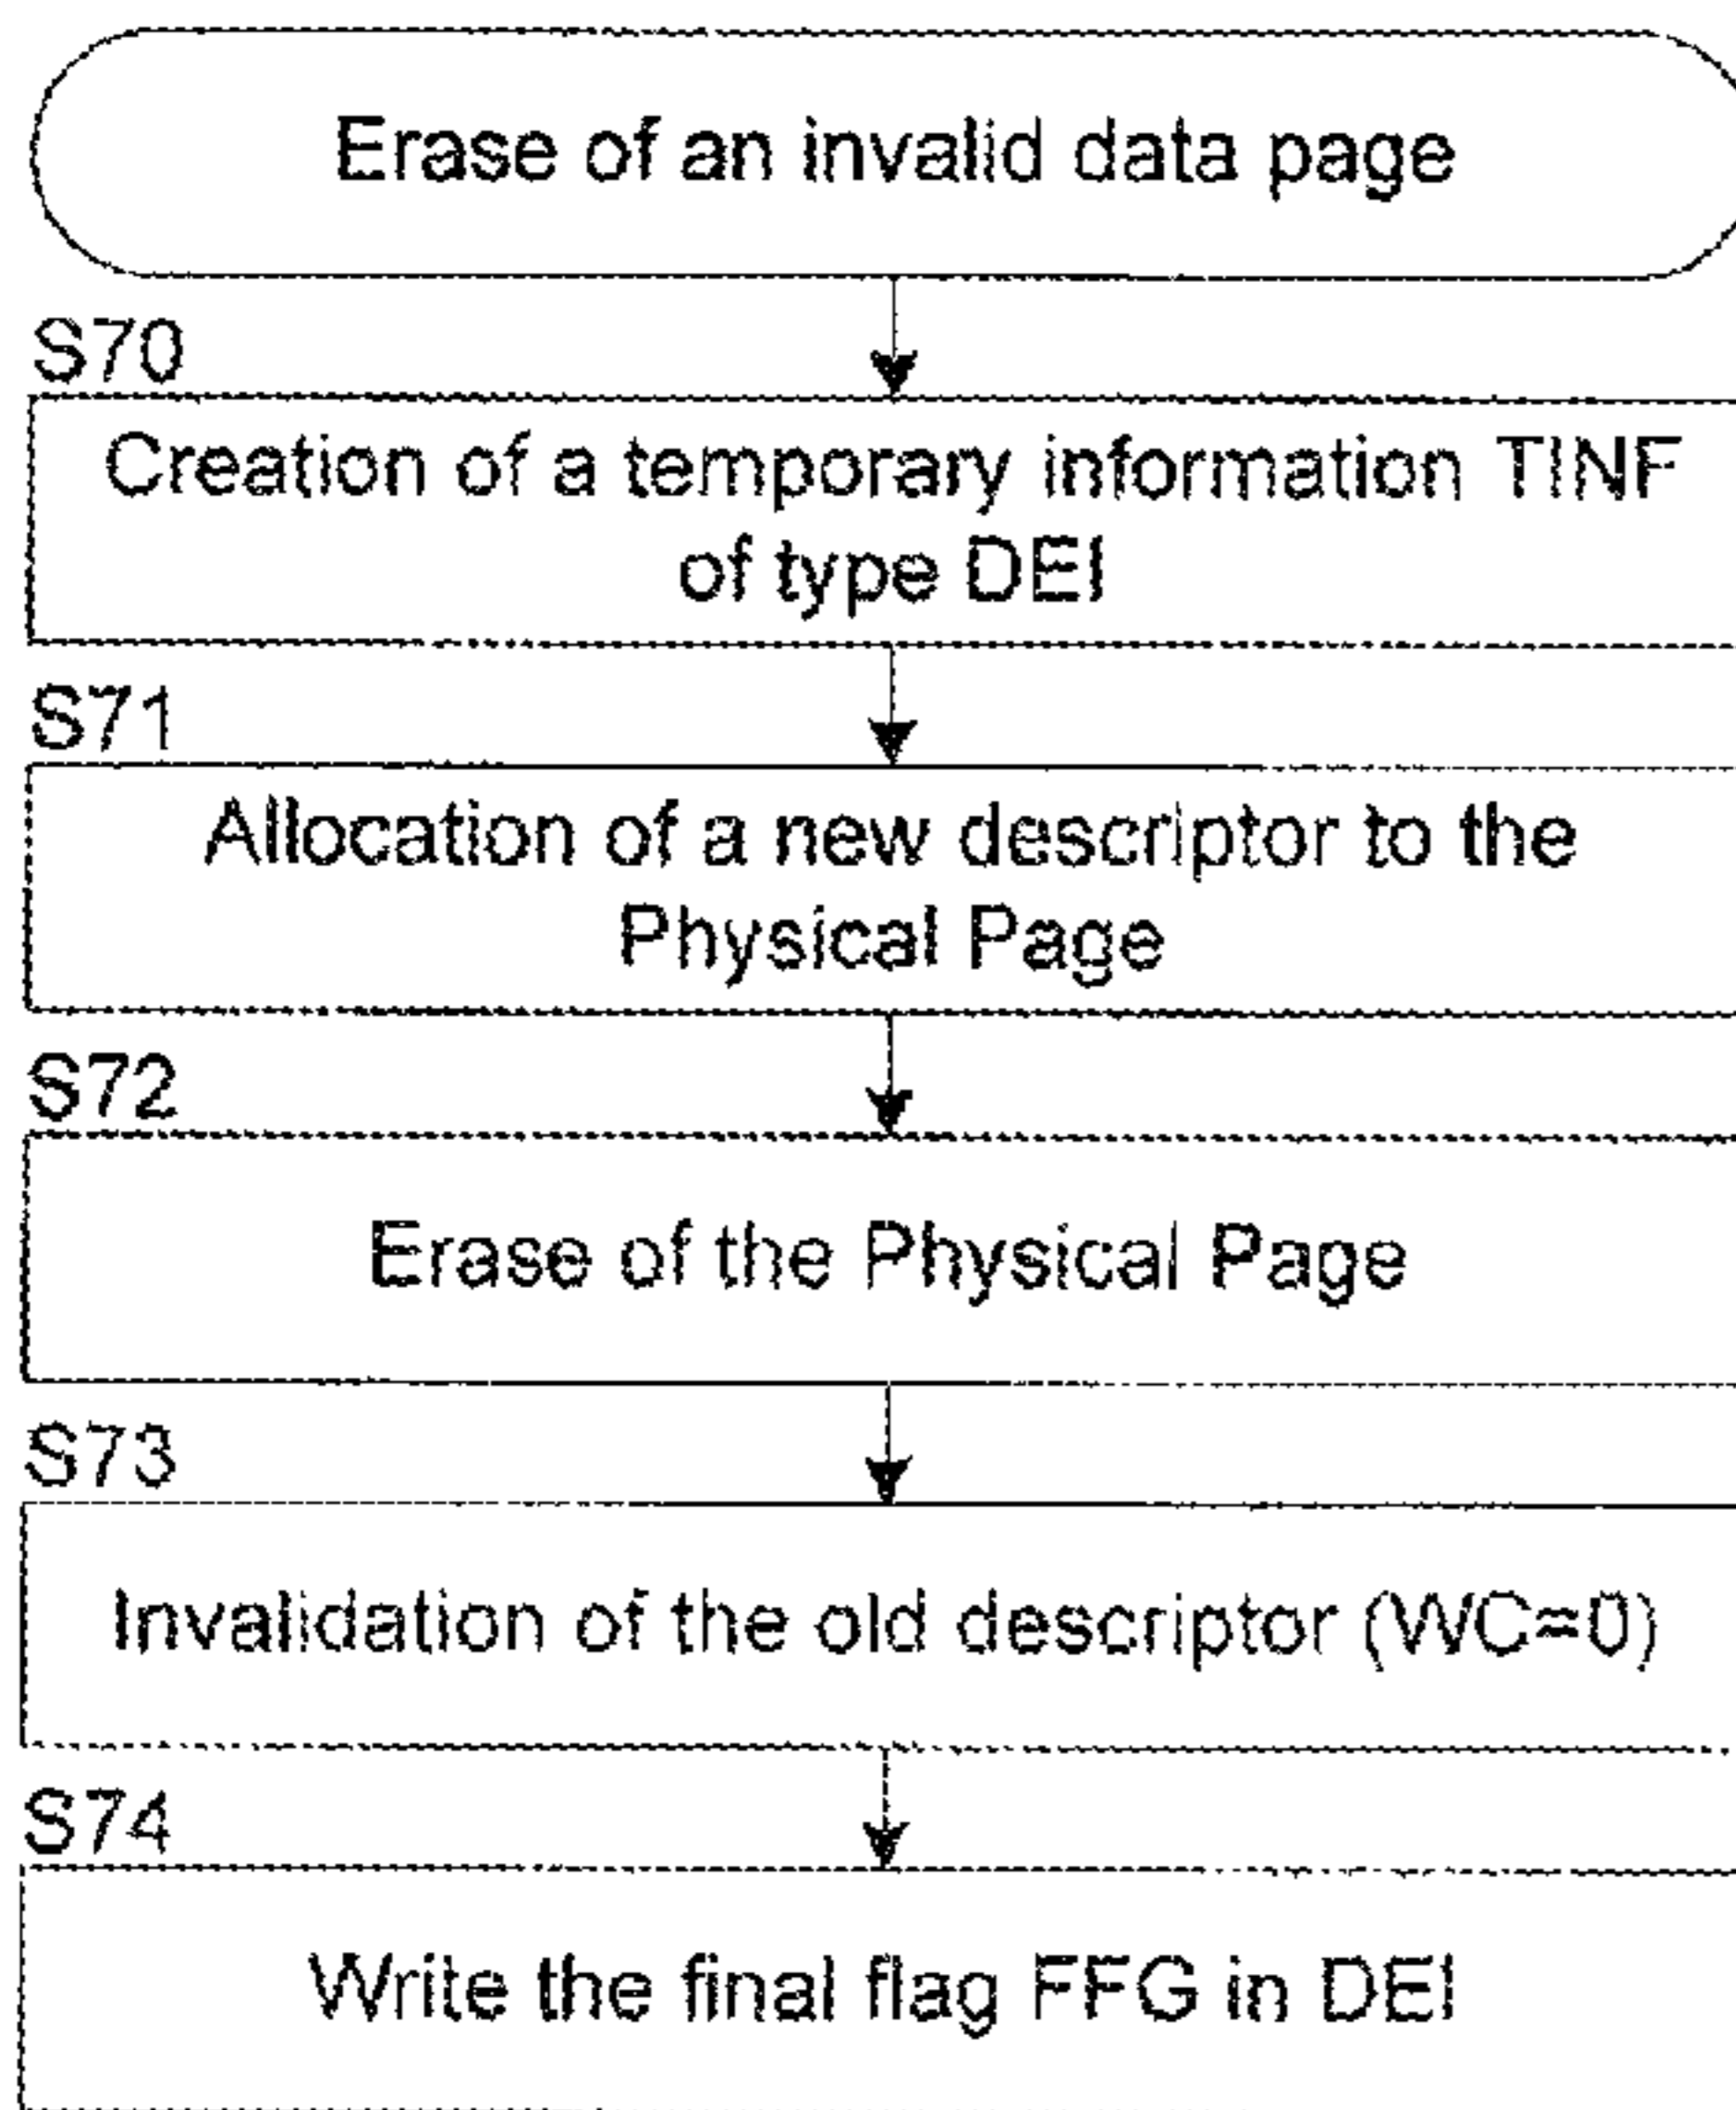 Erase of an invalid data page
S70
Creation of a temporary information TINF
of type DEI
S71
Allocation of a new descriptor to the
Physical Page
S72
Erase of the Physical Page
S73
Invalidation of the old descriptor (WC=0)
S74
Write the final flag FFG in DEI